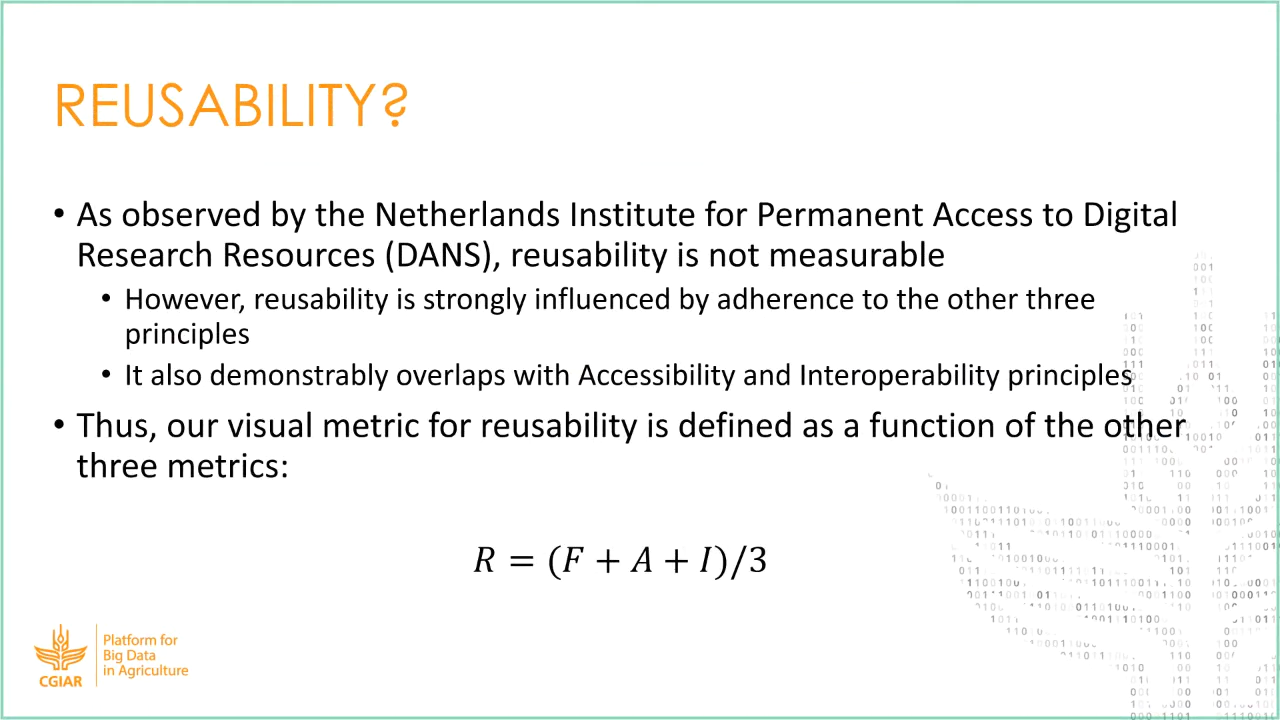 REUSABILITY?
• As observed by the Netherlands Institute for Permanent Access to Digital
Research Resources (DANS), reusability is not measurable
• However, reusability is strongly influenced by adherence to the other three
principles
• It also demonstrably overlaps with Accessibility and Interoperability principles
• Thus, our visual metric for reusability is defined as a function of the other
three metrics:
R = (F + A + I)/3
CGIAR
Platform for
Big Data
in Agriculture